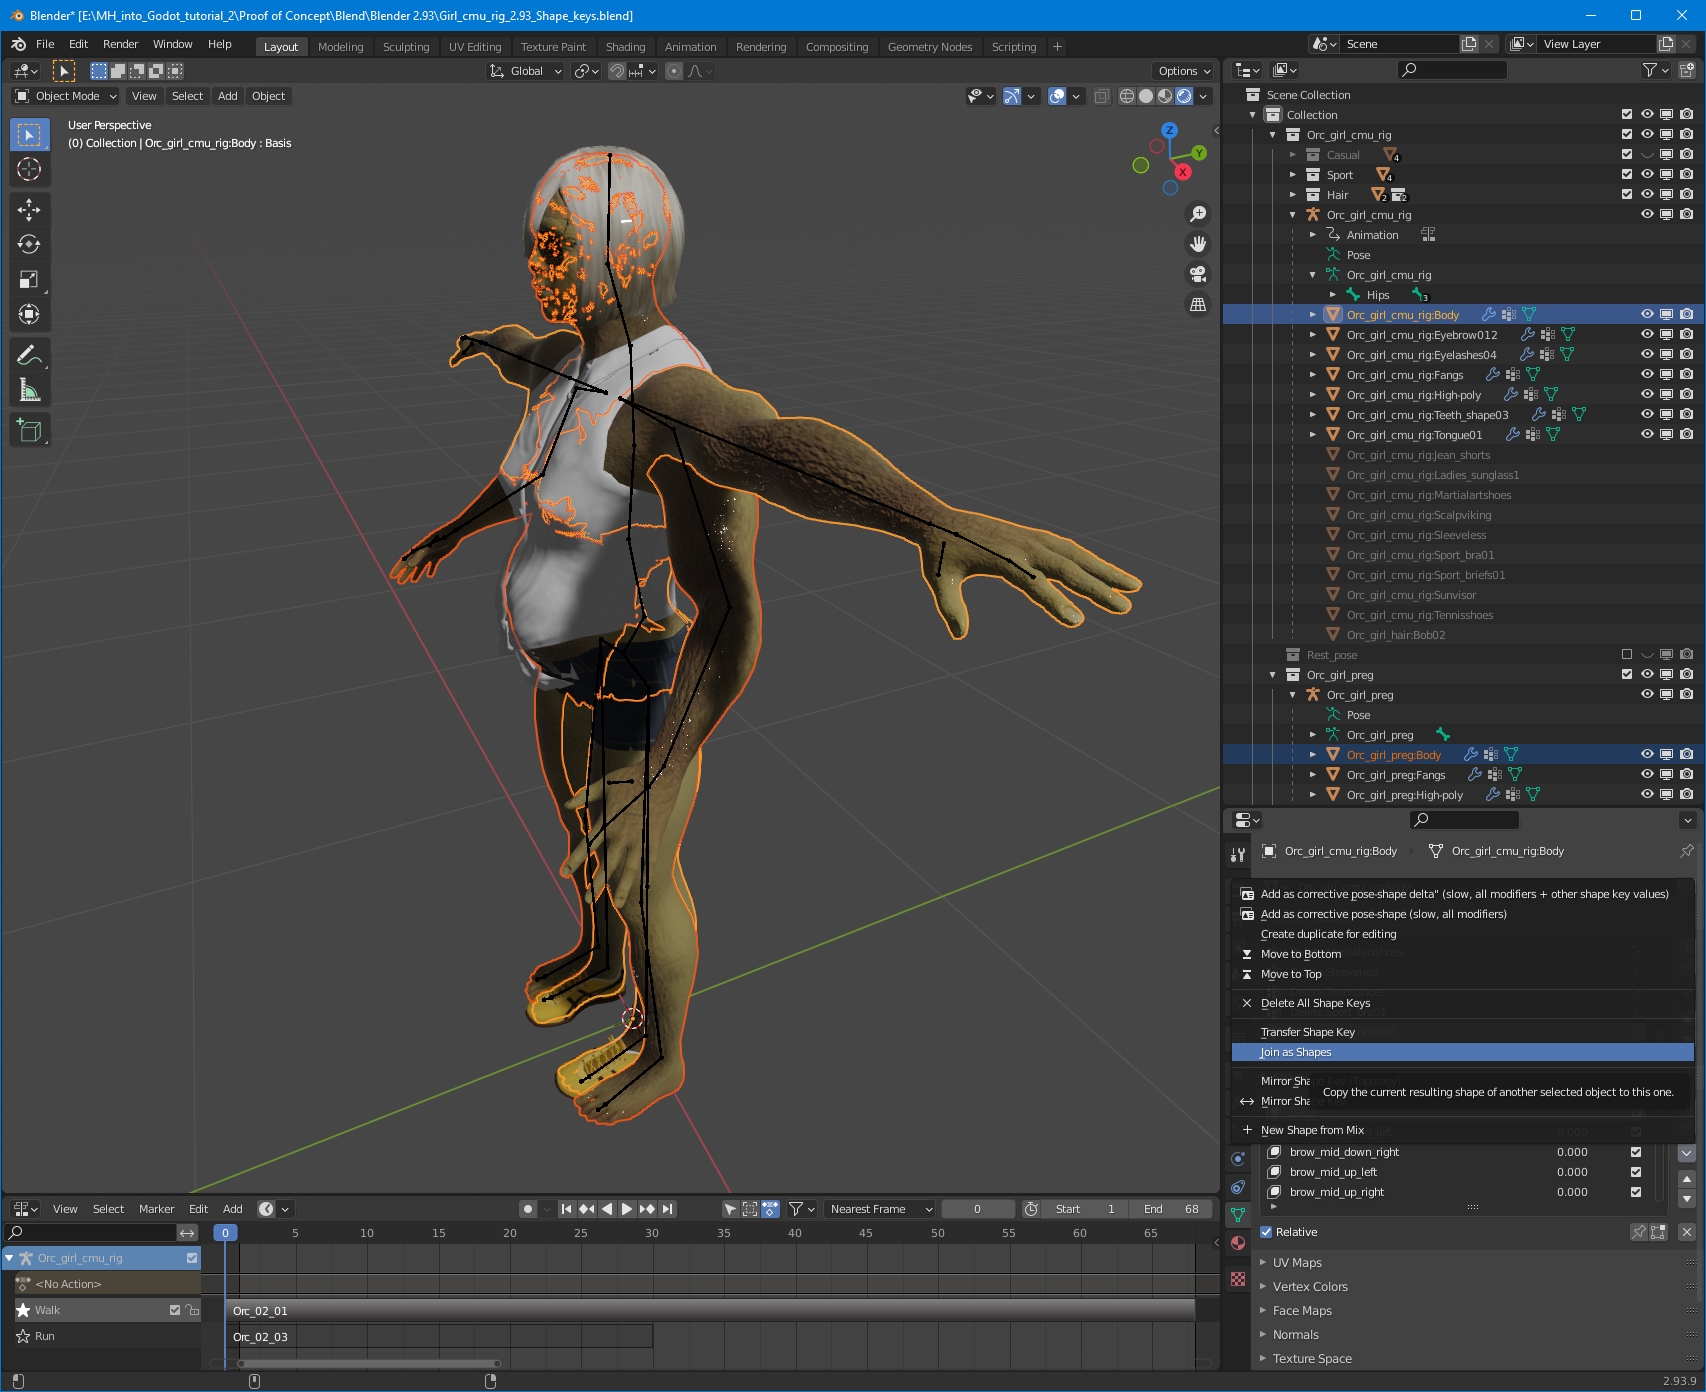 Blender* [E:\MH_into_Godot_tutorial_2\Proof of Concept\Blend\Blender 2.93\Girl_cmu_rig_2.93_Shape_keys.blend]
File Edit Render Window Help Layout Modeling Sculpting UV Editing Texture Paint Shading Animation Rendering Compositing Geometry Nodes Scripting + Scene View Layer
Global Options
Object Mode View Select Add Object
User Perspective
(0) Collection | Orc_girl_cmu_rig:Body : Basis
Z
Y
X
Scene Collection
Collection
Orc_girl_cmu_rig
Casual 4
Sport 4
Hair 2 2
Orc_girl_cmu_rig
Animation
Pose
Orc_girl_cmu_rig
Hips 3
Orc_girl_cmu_rig:Body
Orc_girl_cmu_rig:Eyebrow012
Orc_girl_cmu_rig:Eyelashes04
Orc_girl_cmu_rig:Fangs
Orc_girl_cmu_rig:High-poly
Orc_girl_cmu_rig:Teeth_shape03
Orc_girl_cmu_rig:Tongue01
Orc_girl_cmu_rig:Jean_shorts
Orc_girl_cmu_rig:Ladies_sunglass1
Orc_girl_cmu_rig:Martialartshoes
Orc_girl_cmu_rig:Scalpviking
Orc_girl_cmu_rig:Sleeveless
Orc_girl_cmu_rig:Sport_bra01
Orc_girl_cmu_rig:Sport_briefs01
Orc_girl_cmu_rig:Sunvisor
Orc_girl_cmu_rig:Tennisshoes
Orc_girl_hair:Bob02
Rest_pose
Orc_girl_preg
Orc_girl_preg
Pose
Orc_girl_preg
Orc_girl_preg:Body
Orc_girl_preg:Fangs
Orc_girl_preg:High-poly
Orc_girl_cmu_rig:Body Orc_girl_cmu_rig:Body
Add as corrective pose-shape delta" (slow, all modifiers + other shape key values)
Add as corrective pose-shape (slow, all modifiers)
Create duplicate for editing
Move to Bottom
Move to Top
Delete All Shape Keys
Transfer Shape Key
Join as Shapes
Mirror Sha
Copy the current resulting shape of another selected object to this one.
Mirror Sha
New Shape from Mix
0.000
brow_mid_down_right 0.000
brow_mid_up_left 0.000
brow_mid_up_right 0.000
Relative
UV Maps
Vertex Colors
Face Maps
Normals
Texture Space
View Select Marker Edit Add Nearest Frame 0 Start 1 End 68
0 5 10 15 20 25 30 35 40 45 50 55 60 65
Orc_girl_cmu_rig
<No Action>
Walk Orc_02_01
Run Orc_02_03
2.93.9